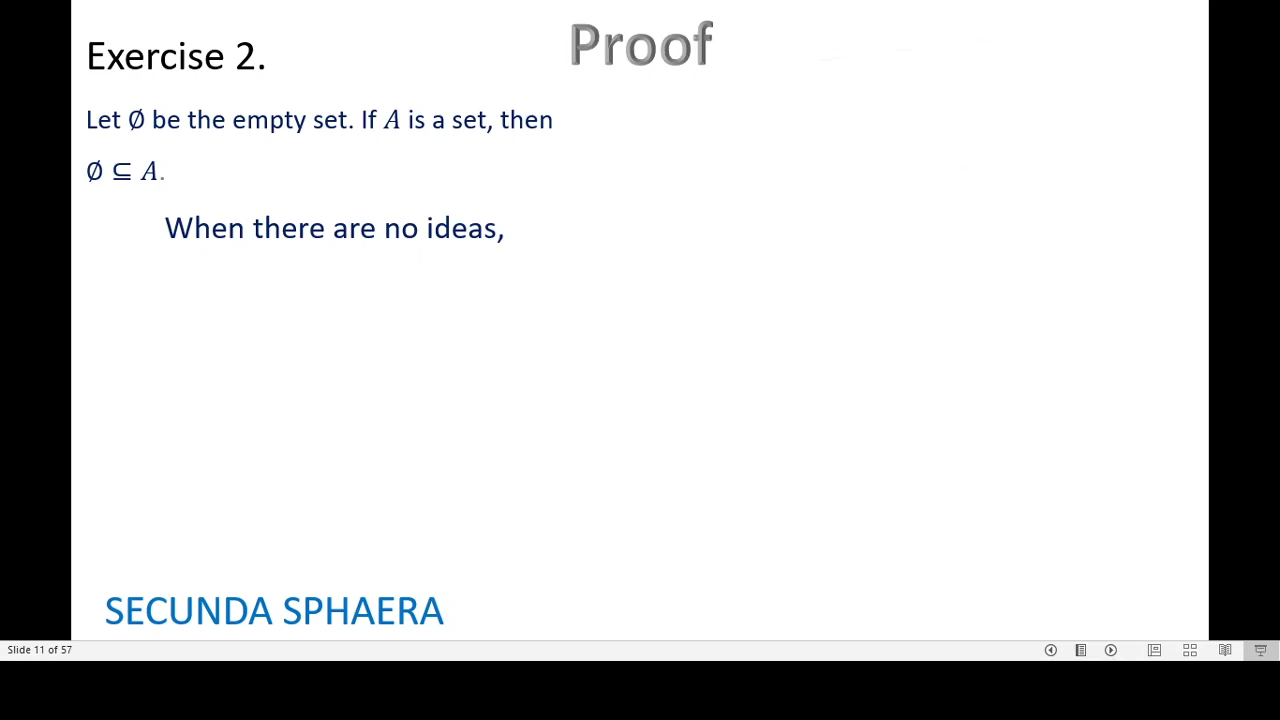 Proof
Exercise 2.
Let ∅ be the empty set. If A is a set, then
∅ ⊆ A.
When there are no ideas,
SECUNDA SPHAERA
Slide 11 of 57